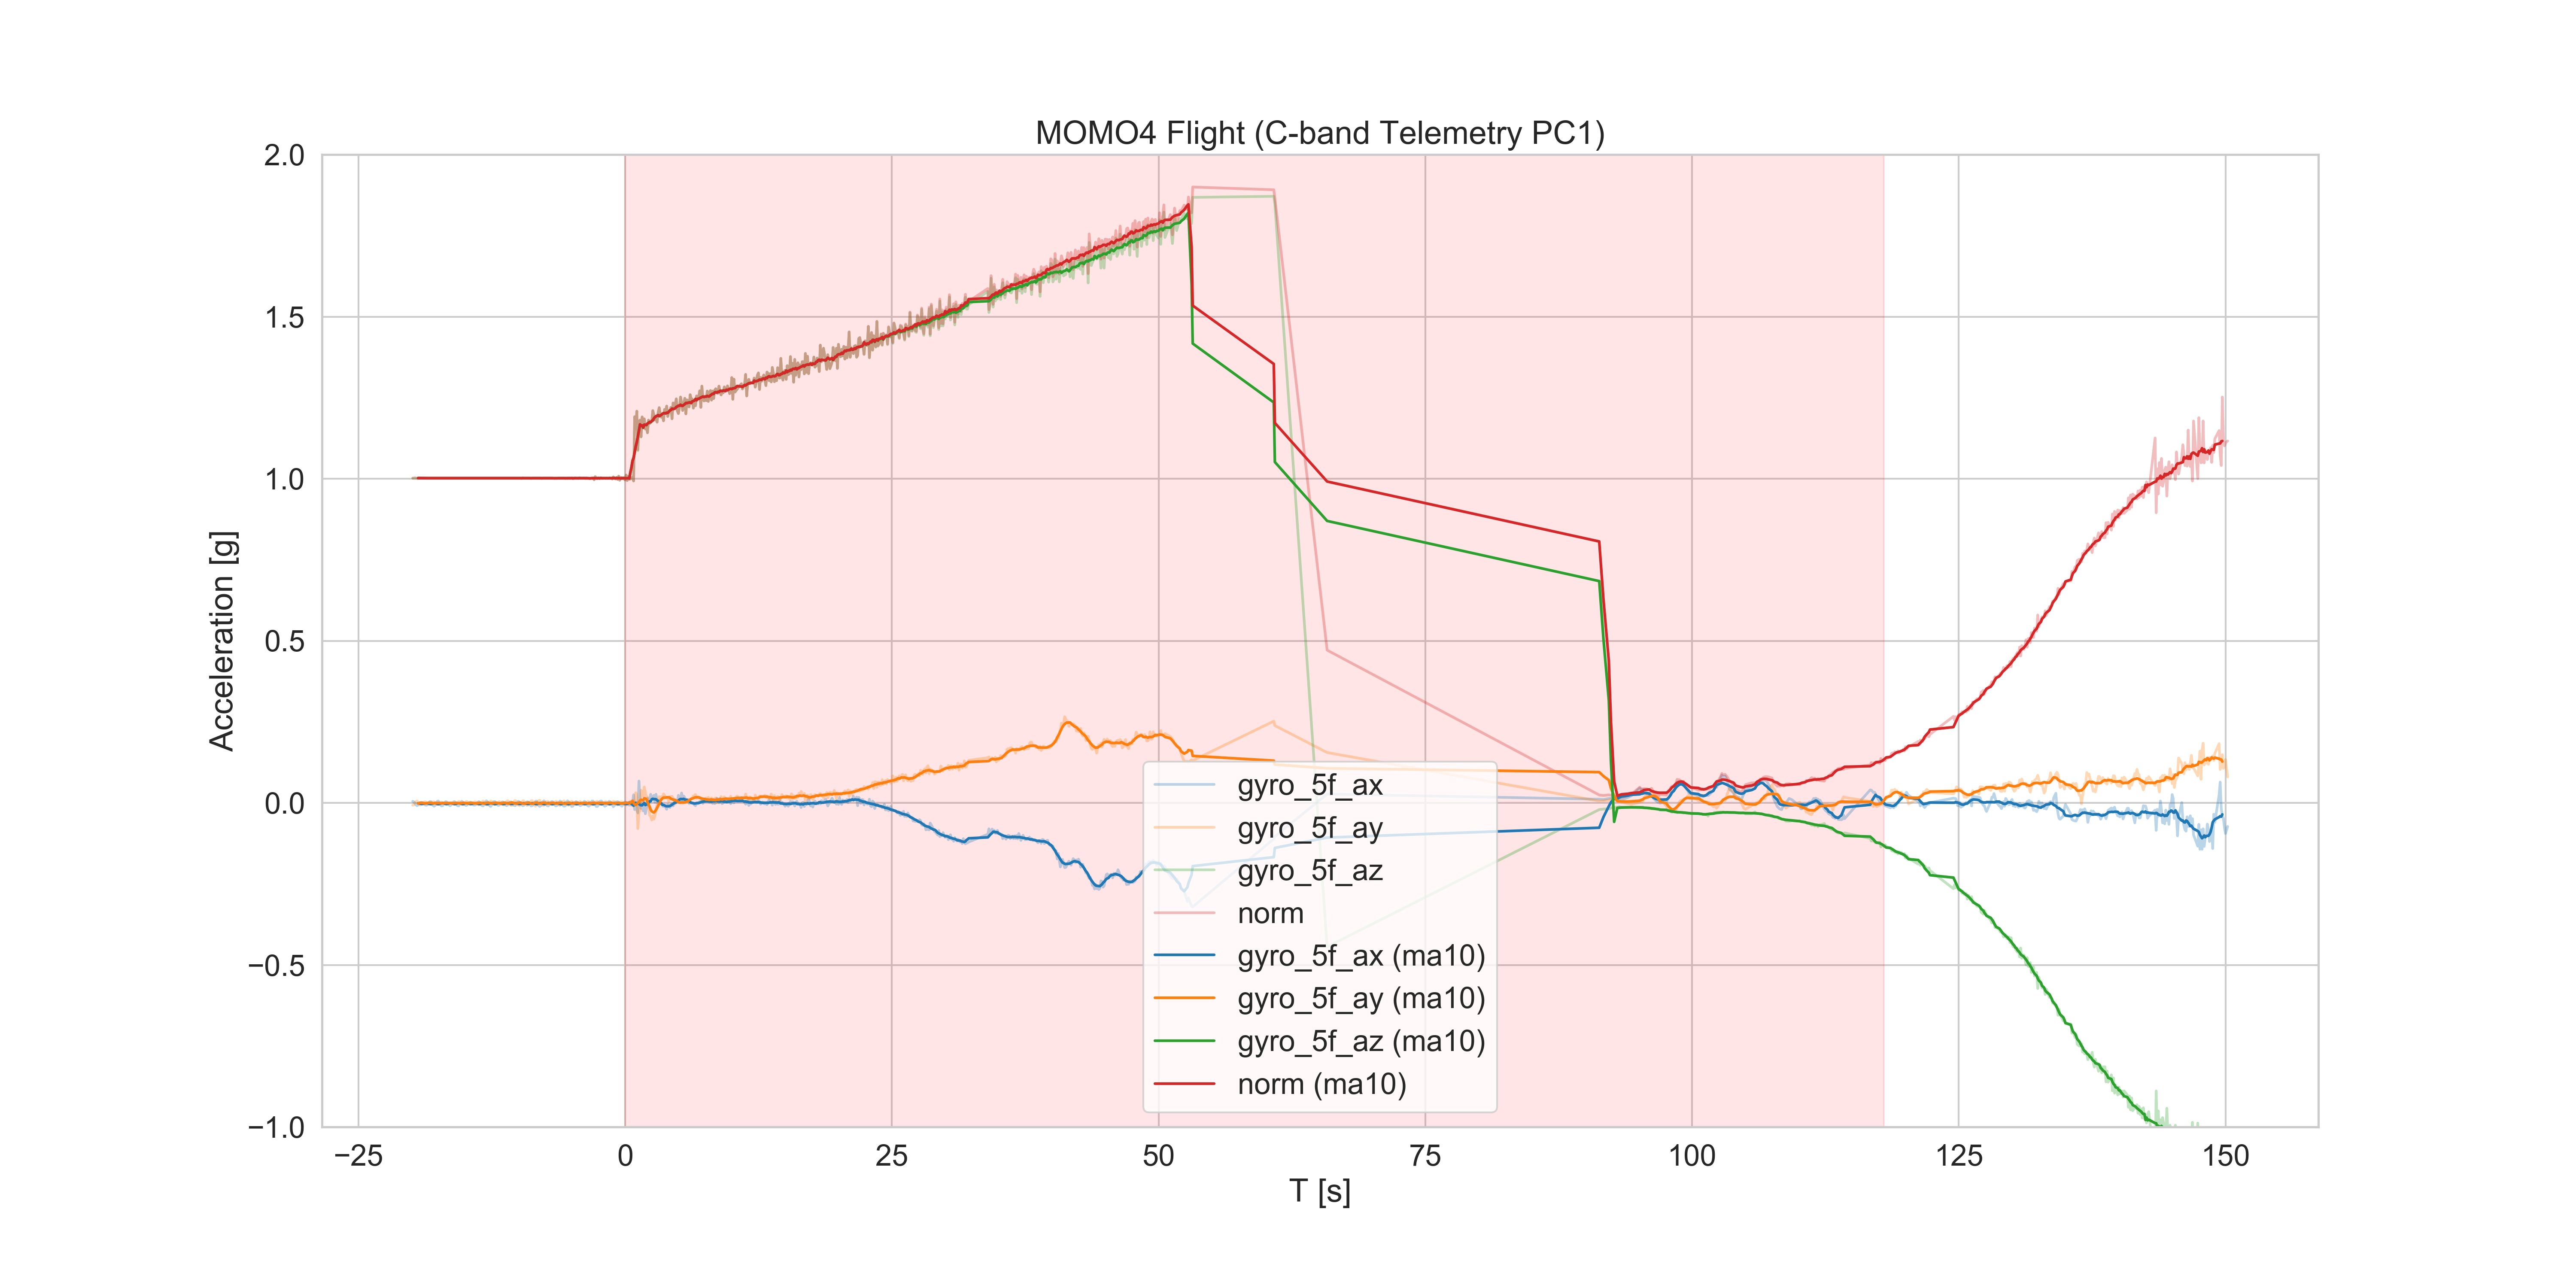 MOMO4 Flight (C-band Telemetry PC1)
2.0
1.5
1.0
0.5
0.0
−0.5
−1.0
Acceleration [g]
gyro_5f_ax
gyro_5f_ay
gyro_5f_az
norm
gyro_5f_ax (ma10)
gyro_5f_ay (ma10)
gyro_5f_az (ma10)
norm (ma10)
−25 0 25 50 75 100 125 150
T [s]